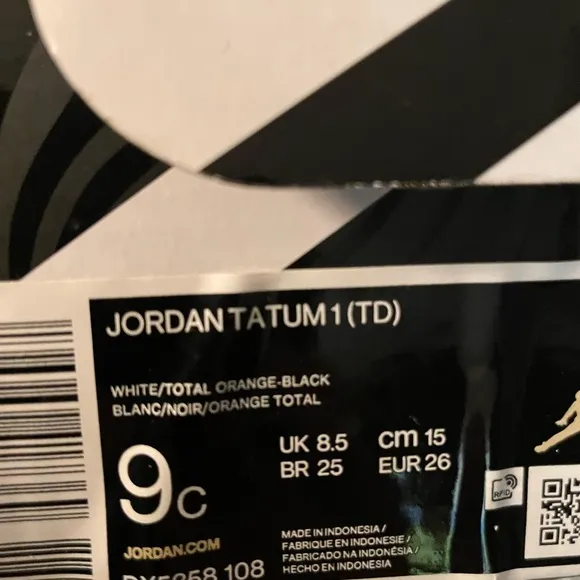 JORDAN TATUM 1 (TD)
WHITE/TOTAL ORANGE-BLACK
BLANC/NOIR/ORANGE TOTAL
9C
UK 8.5 cm 15
BR 25 EUR 26
RFID
JORDAN.COM
MADE IN INDONESIA /
FABRIQUE EN INDONESIE /
FABRICADO NA INDONÉSIA /
HECHO EN INDONESIA
108